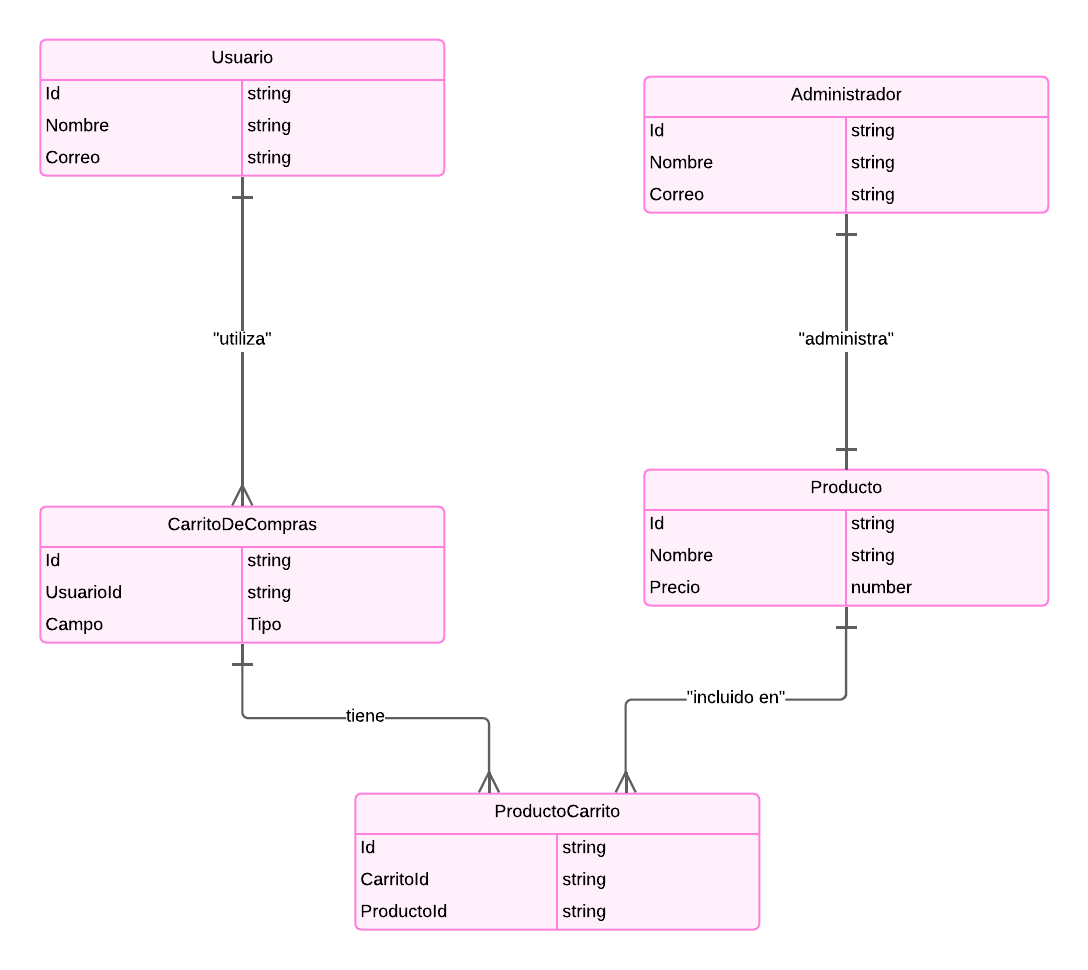 Usuario
Id string
Nombre string
Correo string
Administrador
Id string
Nombre string
Correo string
"utiliza"
"administra"
CarritoDeCompras
Id string
UsuarioId string
Campo Tipo
Producto
Id string
Nombre string
Precio number
tiene
"incluido en"
ProductoCarrito
Id string
CarritoId string
ProductoId string